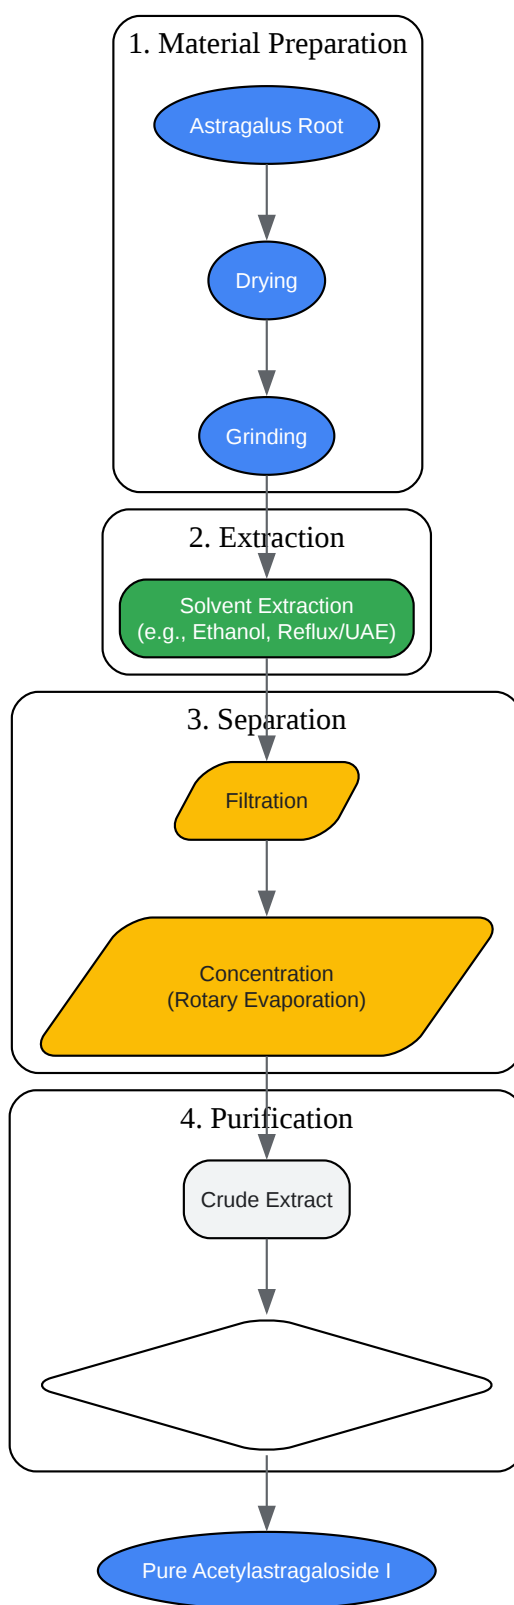 1. Material Preparation
Astragalus Root
Drying
Grinding
2. Extraction
Solvent Extraction
(e.g., Ethanol, Reflux/UAE)
3. Separation
Filtration
Concentration
(Rotary Evaporation)
4. Purification
Crude Extract
Pure Acetylastragaloside I